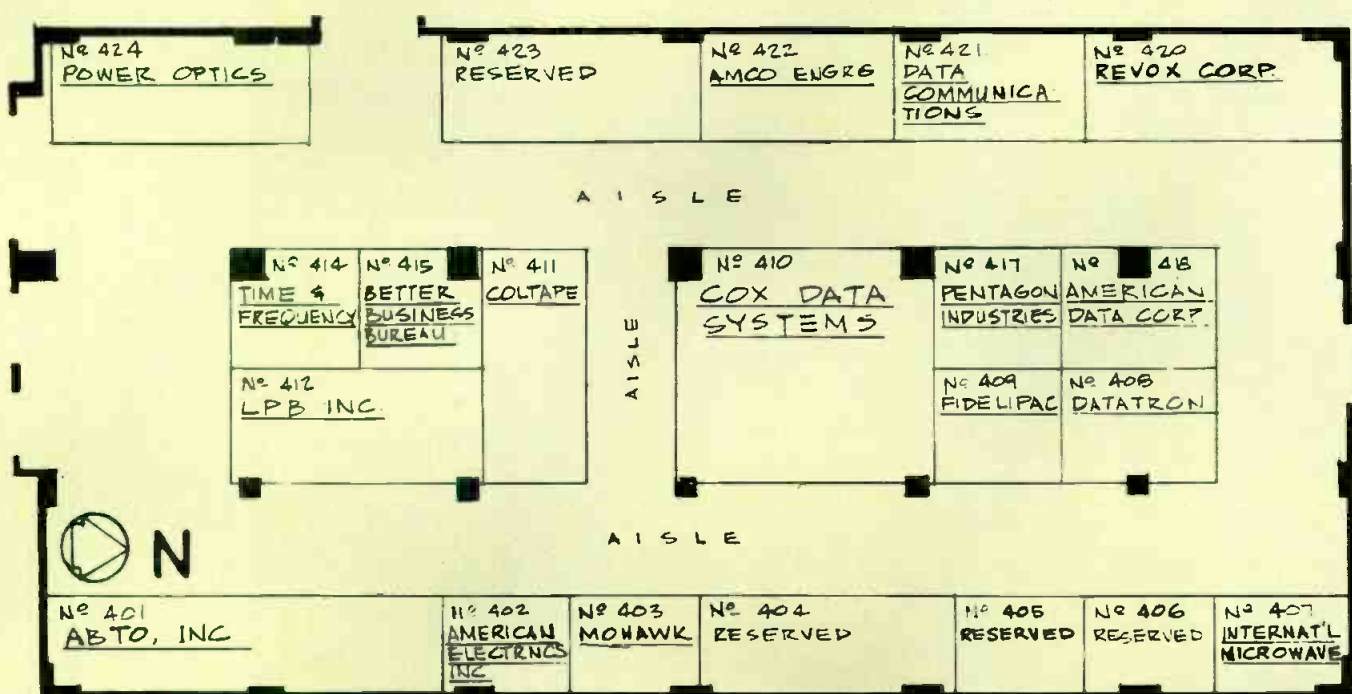 Nº 424
POWER OPTICS
Nº 423
RESERVED
Nº 422
AMCO ENGRG
Nº 421
DATA
COMMUNICA
TIONS
Nº 420
REVOX CORP.
AISLE
Nº 414
TIME &
FREQUENCY
Nº 415
BETTER
BUSINESS
BUREAU
Nº 411
COLTAPE
AISLE
Nº 410
COX DATA
SYSTEMS
Nº 417
PENTAGON
INDUSTRIES
Nº 418
AMERICAN
DATA CORP.
Nº 412
LPB INC.
Nº 409
FIDELIPAC
Nº 408
DATATRON
N
AISLE
Nº 401
ABTO, INC
Nº 402
AMERICAN
ELECTRNCS
INC
Nº 403
MOHAWK
Nº 404
RESERVED
Nº 405
RESERVED
Nº 406
RESERVED
Nº 407
INTERNAT'L
MICROWAVE